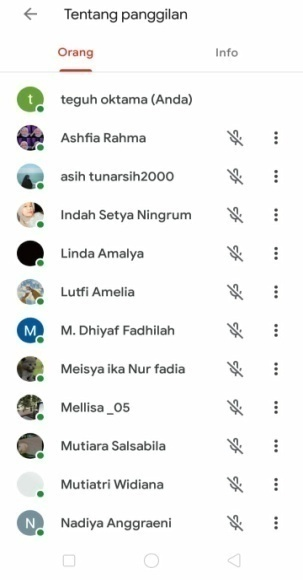 Tentang panggilan
Orang
Info
t
teguh oktama (Anda)
Ashfia Rahma
asih tunarsih2000
Indah Setya Ningrum
Linda Amalya
Lutfi Amelia
M
M. Dhiyaf Fadhilah
Meisya ika Nur fadia
Mellisa _05
Mutiara Salsabila
Mutiatri Widiana
N
Nadiya Anggraeni